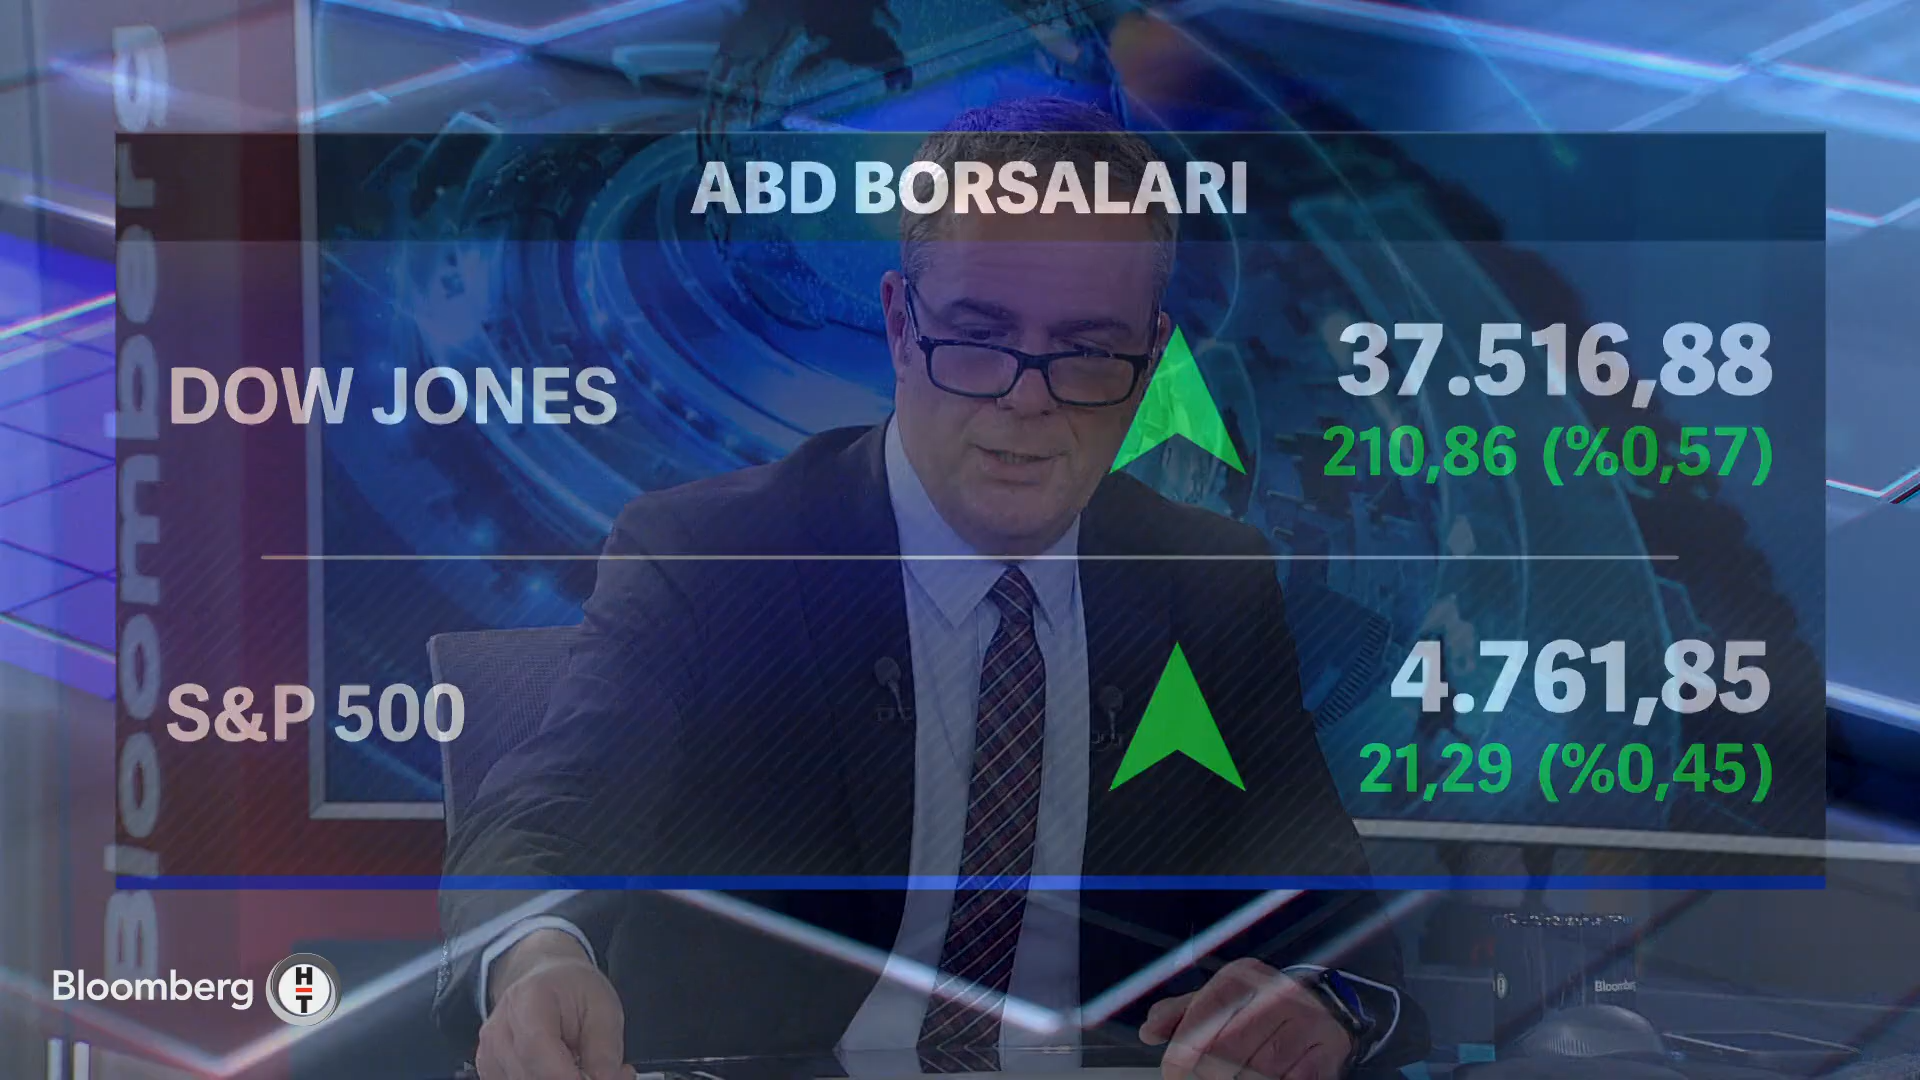 Bloomberg
ABD BORSALARI
DOW JONES
37.516,88
210,86 (%0,57)
S&P 500
4.761,85
21,29 (%0,45)
Bloomberg HT